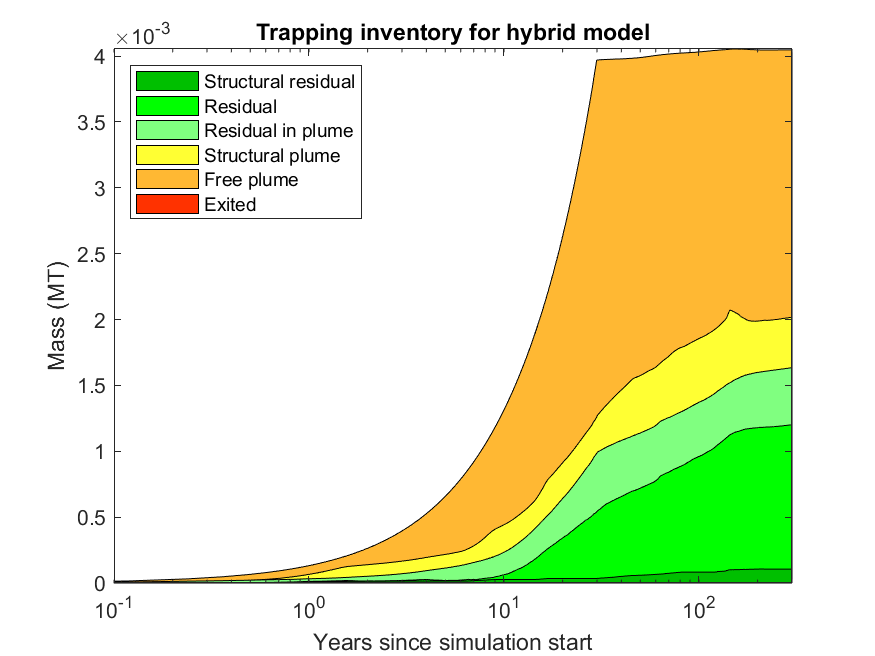 Trapping inventory for hybrid model
×10⁻³
4
3.5
3
2.5
2
1.5
1
0.5
0
Mass (MT)
Structural residual
Residual
Residual in plume
Structural plume
Free plume
Exited
10⁻¹ 10⁰ 10¹ 10²
Years since simulation start